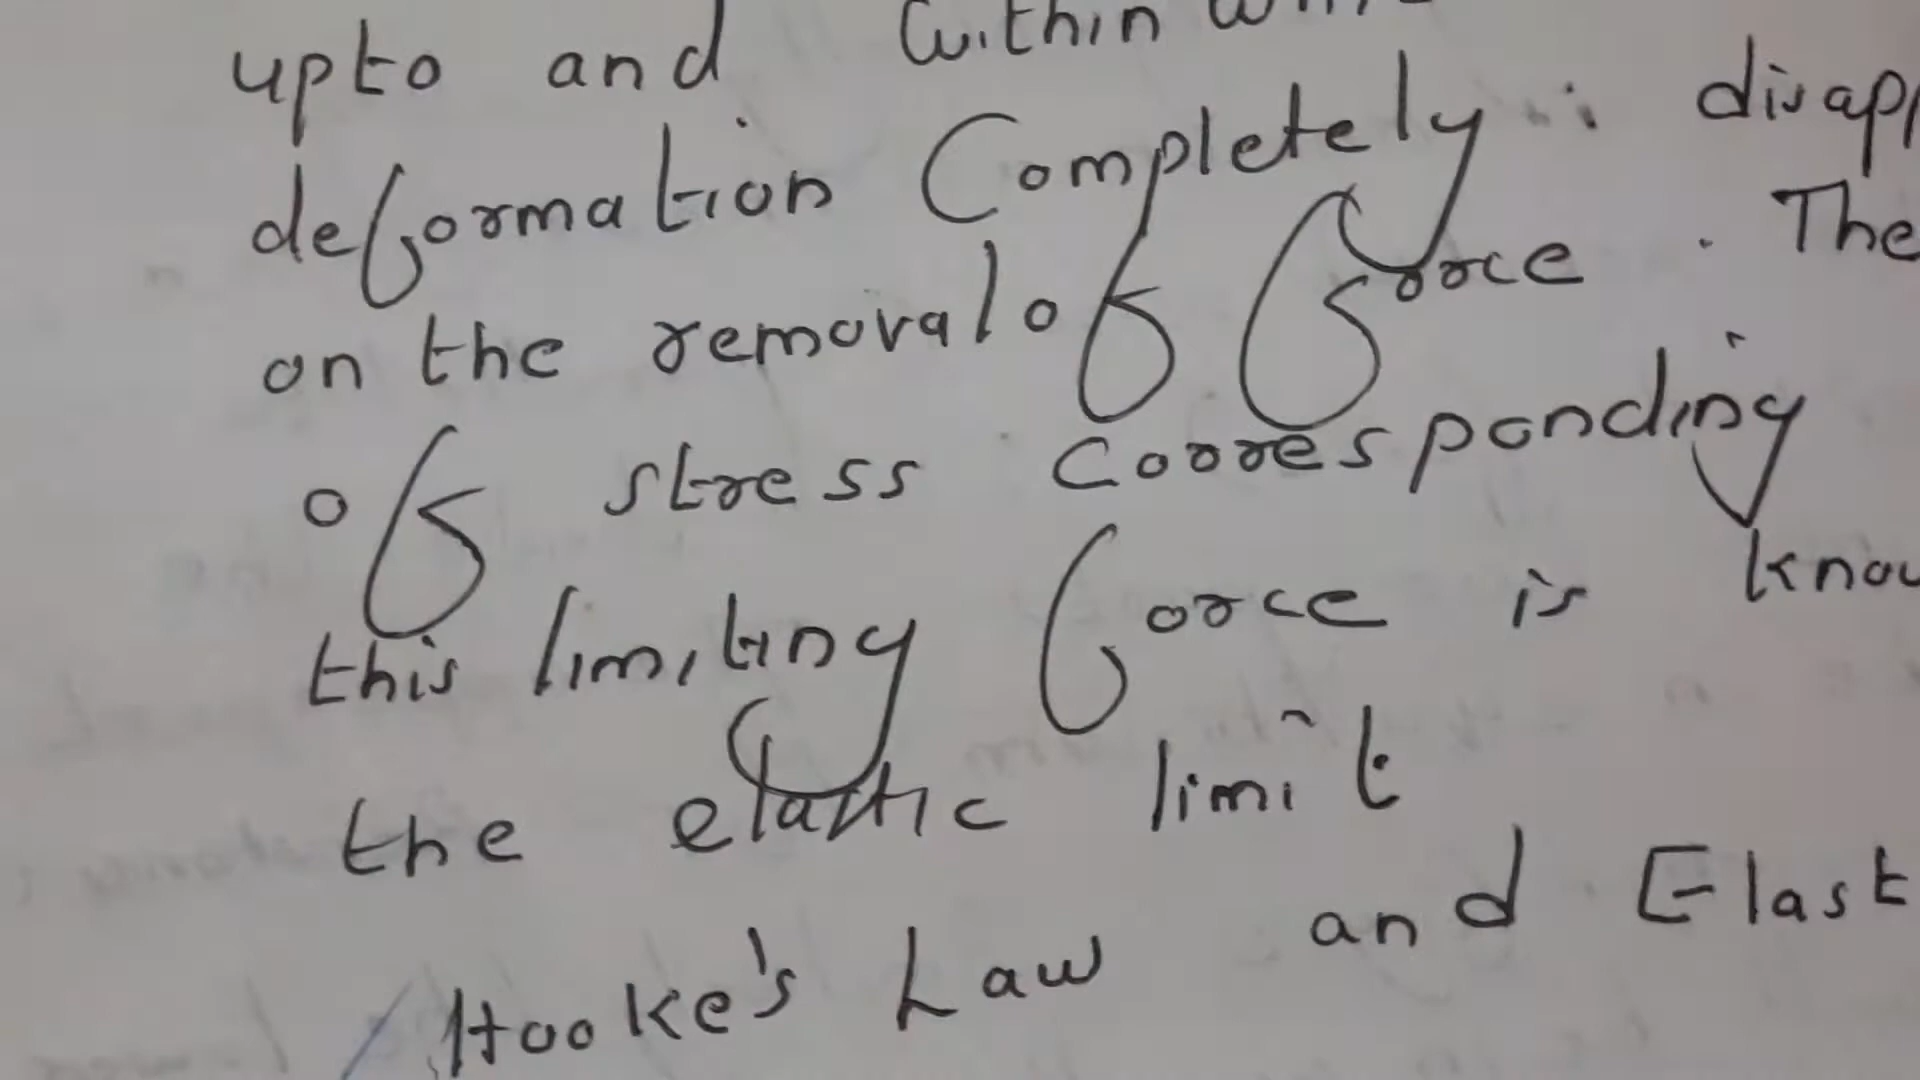 upto and within
deformation Completely disapp
on the removal of force . The
of stress Corresponding
this limiting force is know
the elastic limit
Hooke's Law and Elast